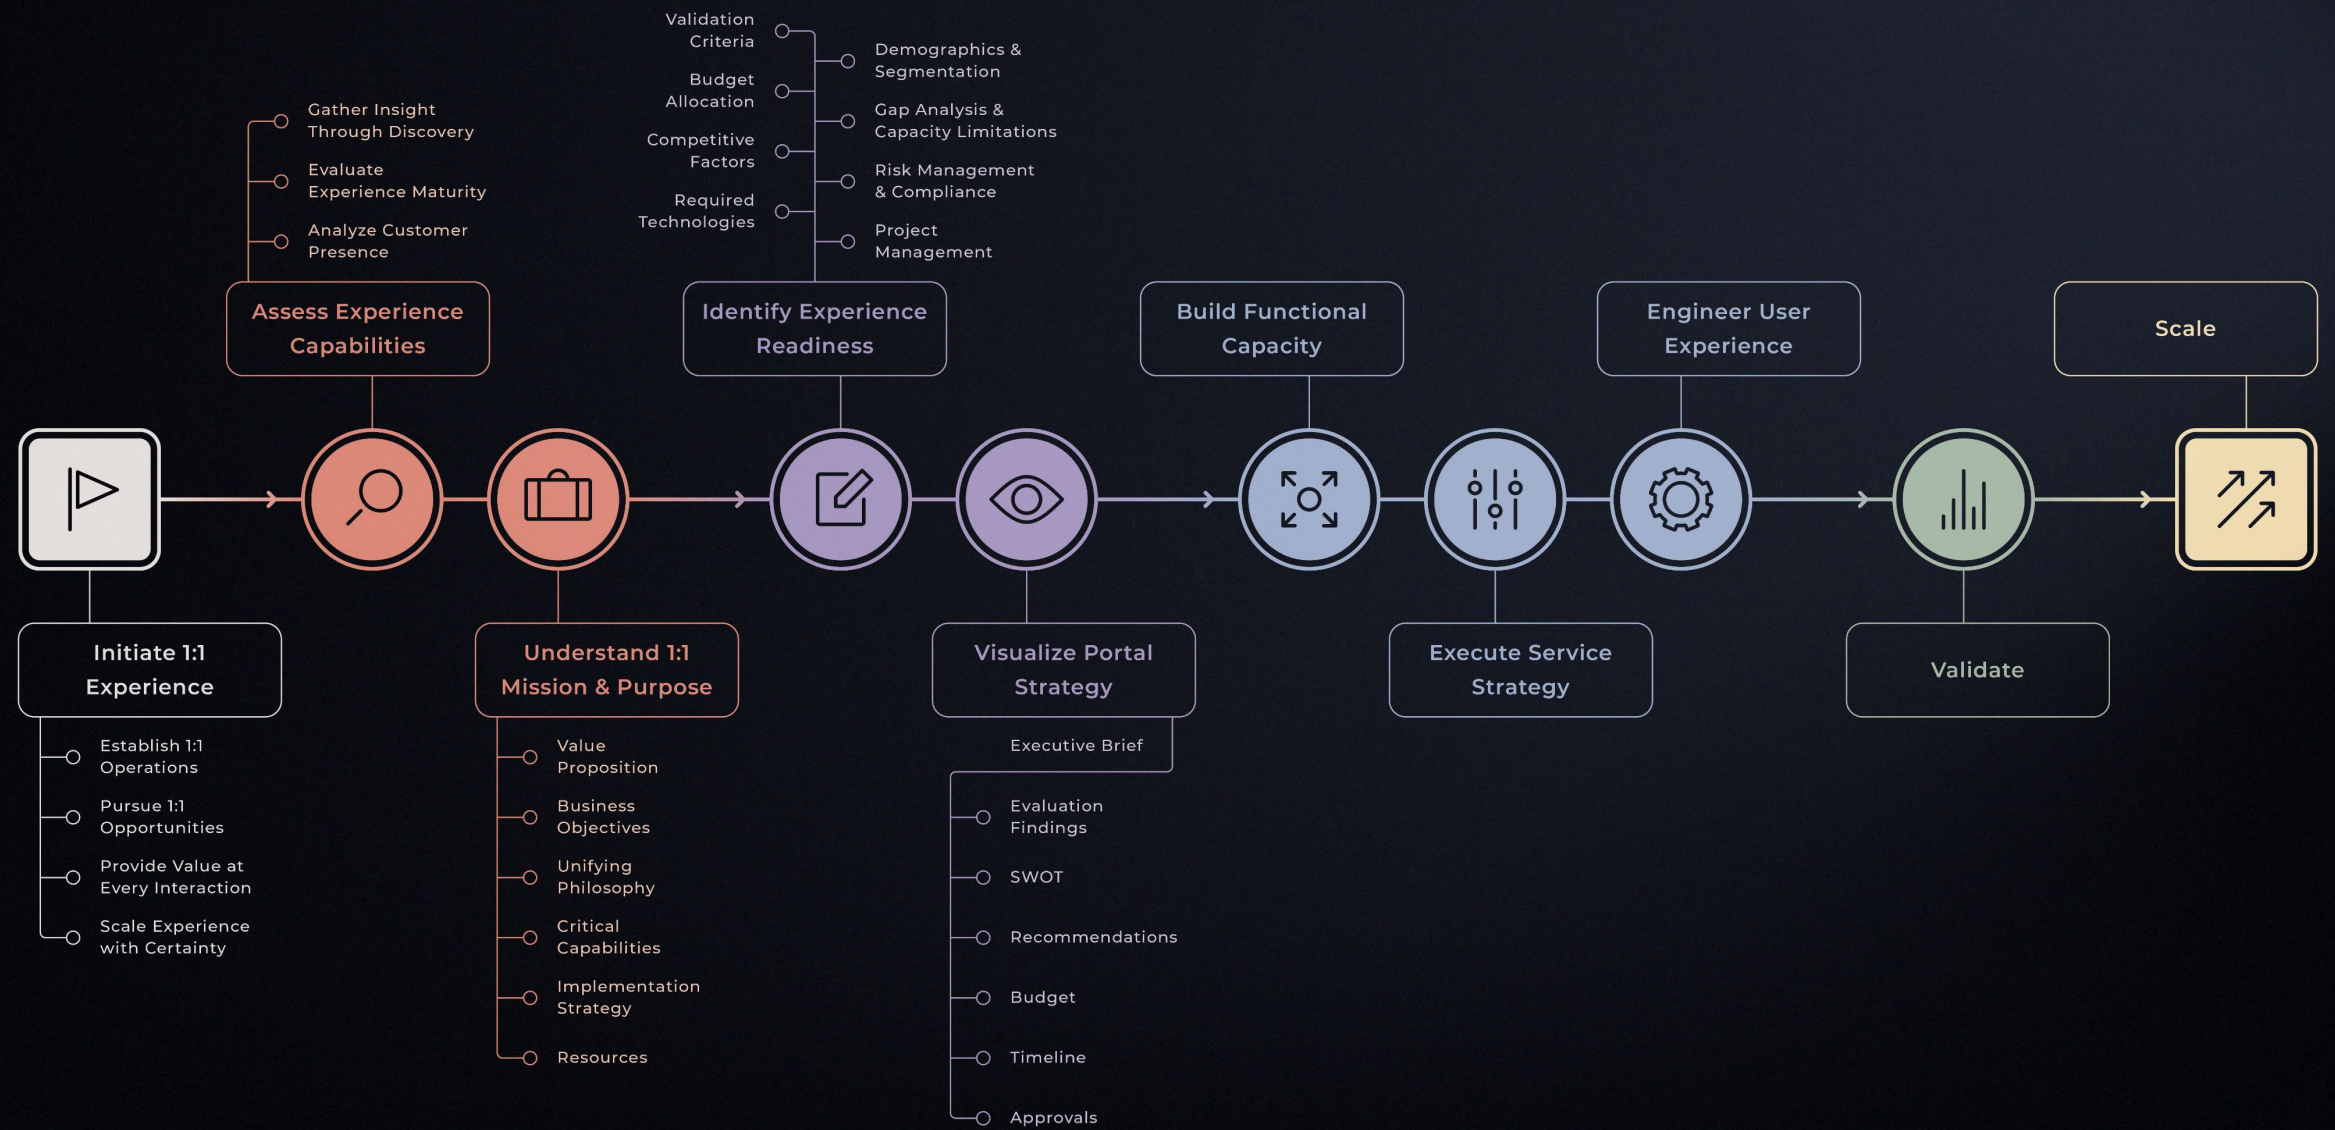 Validation
Criteria
Budget
Allocation
Competitive
Factors
Required
Technologies
Demographics &
Segmentation
Gap Analysis &
Capacity Limitations
Risk Management
& Compliance
Project
Management
Gather Insight
Through Discovery
Evaluate
Experience Maturity
Analyze Customer
Presence
Assess Experience
Capabilities
Identify Experience
Readiness
Build Functional
Capacity
Engineer User
Experience
Scale
Initiate 1:1
Experience
Establish 1:1
Operations
Pursue 1:1
Opportunities
Provide Value at
Every Interaction
Scale Experience
with Certainty
Understand 1:1
Mission & Purpose
Value
Proposition
Business
Objectives
Unifying
Philosophy
Critical
Capabilities
Implementation
Strategy
Resources
Visualize Portal
Strategy
Executive Brief
Evaluation
Findings
SWOT
Recommendations
Budget
Timeline
Approvals
Execute Service
Strategy
Validate